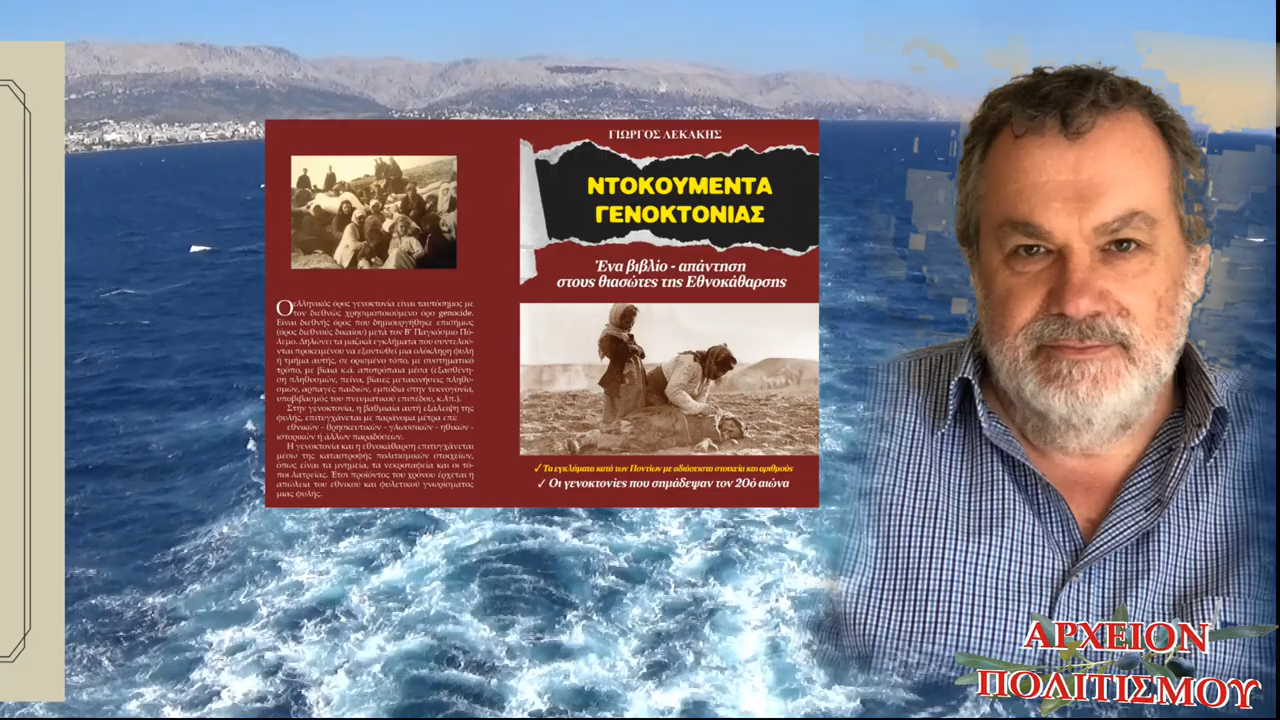 Ο ελληνικός όρος γενοκτονία είναι ταυτόσημος με
τον διεθνώς χρησιμοποιούμενο όρο genocide.
Είναι διεθνής όρος που δημιουργήθηκε επισήμως
(όρος διεθνούς δικαίου) μετά τον Β' Παγκόσμιο Πό-
λεμο. Δηλώνει τα μαζικά εγκλήματα που συντελού-
νται προκειμένου να εξοντωθεί μια ολόκληρη φυλή
ή τμήμα αυτής, σε ορισμένο τόπο, με συστηματικό
τρόπο, με βίαια κ.ά. αποτρόπαια μέσα (εξασθένη-
ση πληθυσμών, πείνα, βίαιες μετακινήσεις πληθυ-
σμών, αρπαγές παιδιών, εμπόδια στην τεκνογονία,
υποβιβασμός του πνευματικού επιπέδου, κ.λπ.).
Στην γενοκτονία, η βαθμιαία αυτή εξάλειψη της
φυλής, επιτυγχάνεται με παράνομα μέτρα επί:
εθνικών - θρησκευτικών - γλωσσικών - ηθικών -
ιστορικών ή άλλων παραδόσεων.
Η γενοκτονία και η εθνοκάθαρση επιτυγχάνεται
μέσω της καταστροφής πολιτισμικών στοιχείων,
όπως είναι τα μνημεία, τα νεκροταφεία και οι τό-
ποι λατρείας. Έτσι προϊόντος του χρόνου έρχεται η
απώλεια του εθνικού και φυλετικού γνωρίσματος
μιας φυλής.
ΓΙΩΡΓΟΣ ΛΕΚΑΚΗΣ
ΝΤΟΚΟΥΜΕΝΤΑ
ΓΕΝΟΚΤΟΝΙΑΣ
Ένα βιβλίο - απάντηση
στους θιασώτες της Εθνοκάθαρσης
✓ Τα εγκλήματα κατά των Ποντίων με αδιάσειστα στοιχεία και αριθμούς
✓ Οι γενοκτονίες που σημάδεψαν τον 20ό αιώνα
ΑΡΧΕΙΟΝ
ΠΟΛΙΤΙΣΜΟΥ